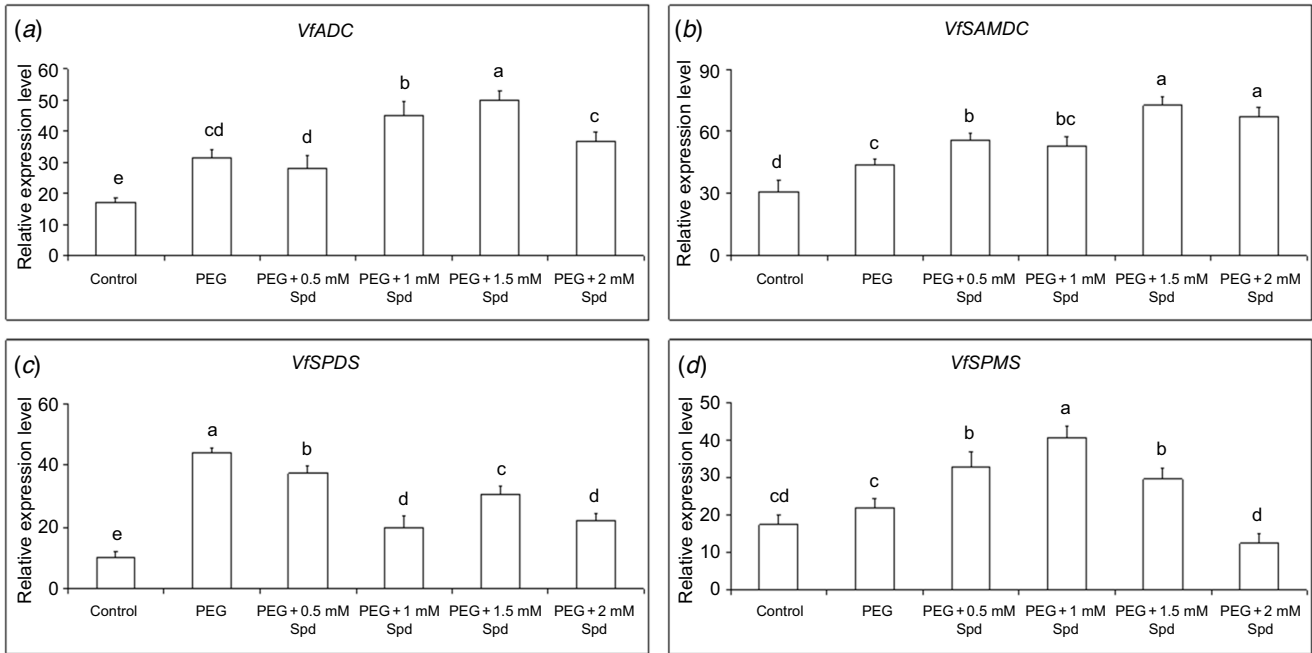 (a)
VfADC
Relative expression level
60
50
40
30
20
10
0
e
cd
d
b
a
c
Control
PEG
PEG + 0.5 mM
Spd
PEG + 1 mM
Spd
PEG + 1.5 mM
Spd
PEG + 2 mM
Spd
(b)
VfSAMDC
Relative expression level
90
60
30
0
d
c
b
bc
a
a
Control
PEG
PEG + 0.5 mM
Spd
PEG + 1 mM
Spd
PEG + 1.5 mM
Spd
PEG + 2 mM
Spd
(c)
VfSPDS
Relative expression level
60
40
20
0
e
a
b
d
c
d
Control
PEG
PEG + 0.5 mM
Spd
PEG + 1 mM
Spd
PEG + 1.5 mM
Spd
PEG + 2 mM
Spd
(d)
VfSPMS
Relative expression level
50
40
30
20
10
0
cd
c
b
a
b
d
Control
PEG
PEG + 0.5 mM
Spd
PEG + 1 mM
Spd
PEG + 1.5 mM
Spd
PEG + 2 mM
Spd